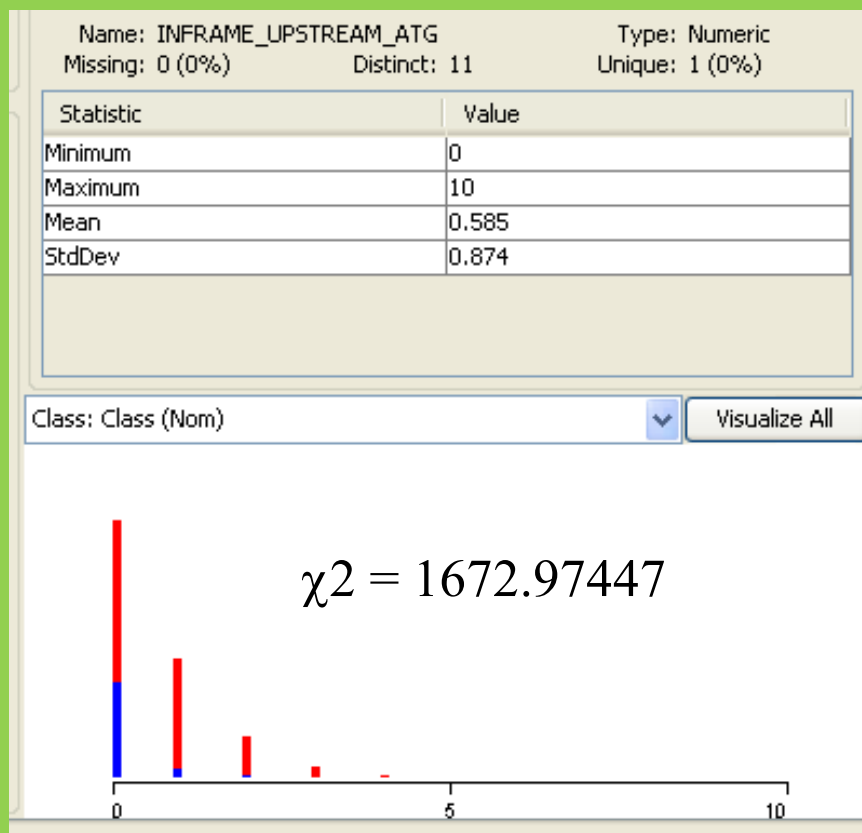 Name: INFRAME_UPSTREAM_ATG Type: Numeric
Missing: 0 (0%) Distinct: 11 Unique: 1 (0%)
Statistic Value
Minimum 0
Maximum 10
Mean 0.585
StdDev 0.874
Class: Class (Nom) Visualize All
χ2 = 1672.97447
0 5 10